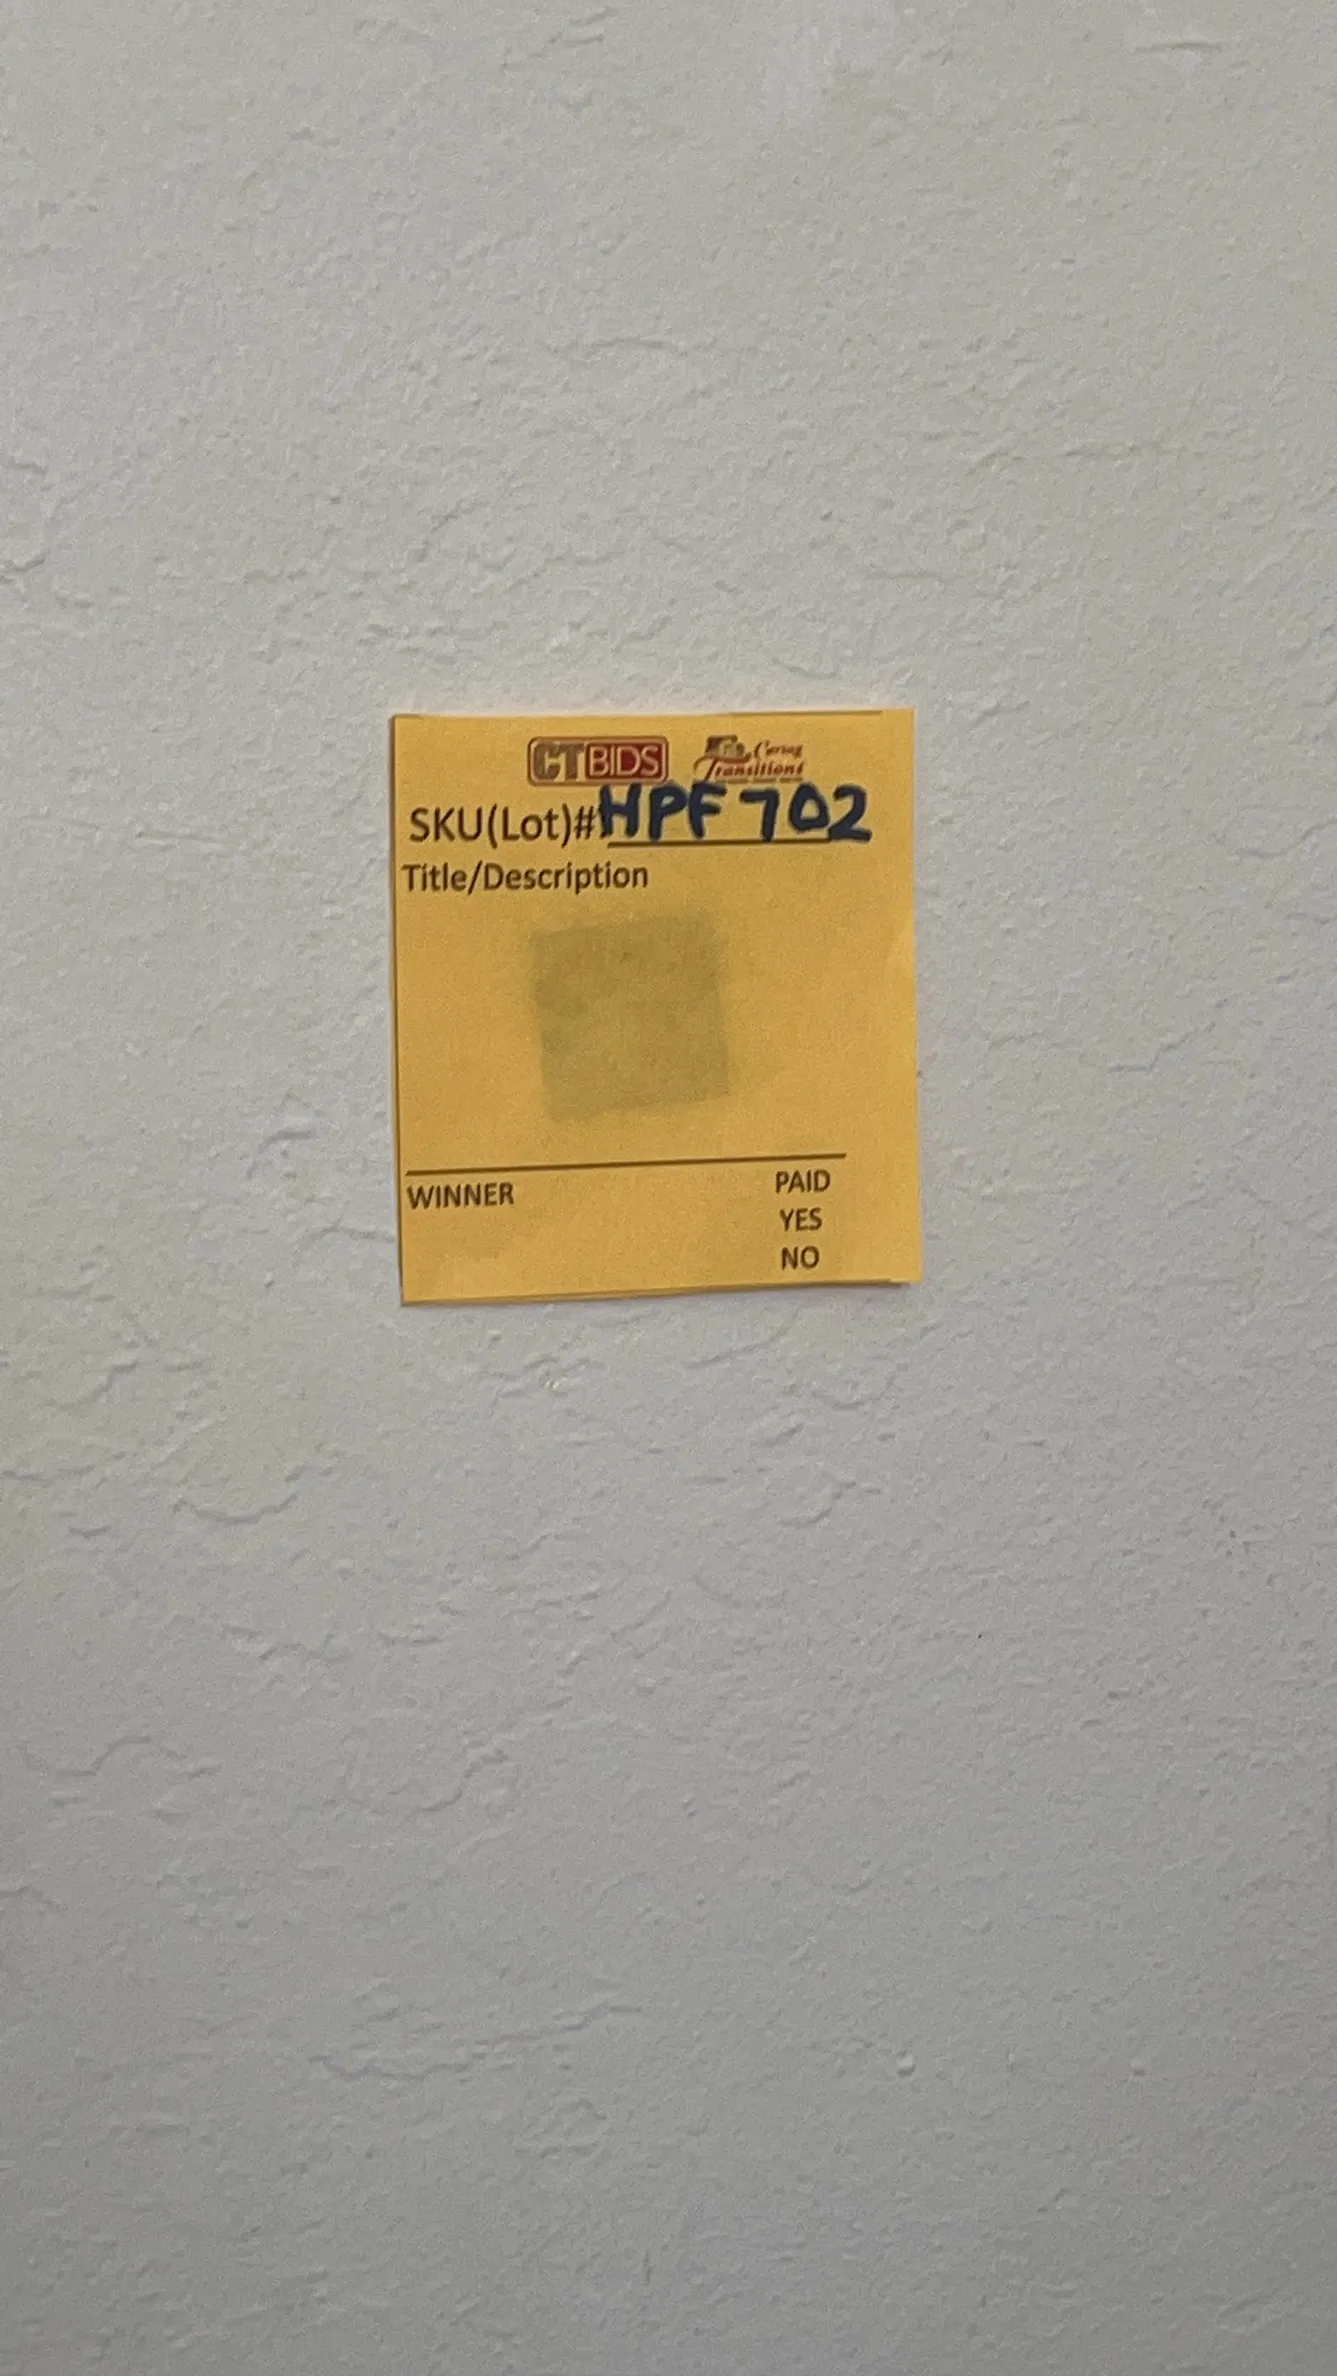 CTBIDS Caring Transitions
SKU(Lot)# HPF 702
Title/Description
WINNER PAID
YES
NO